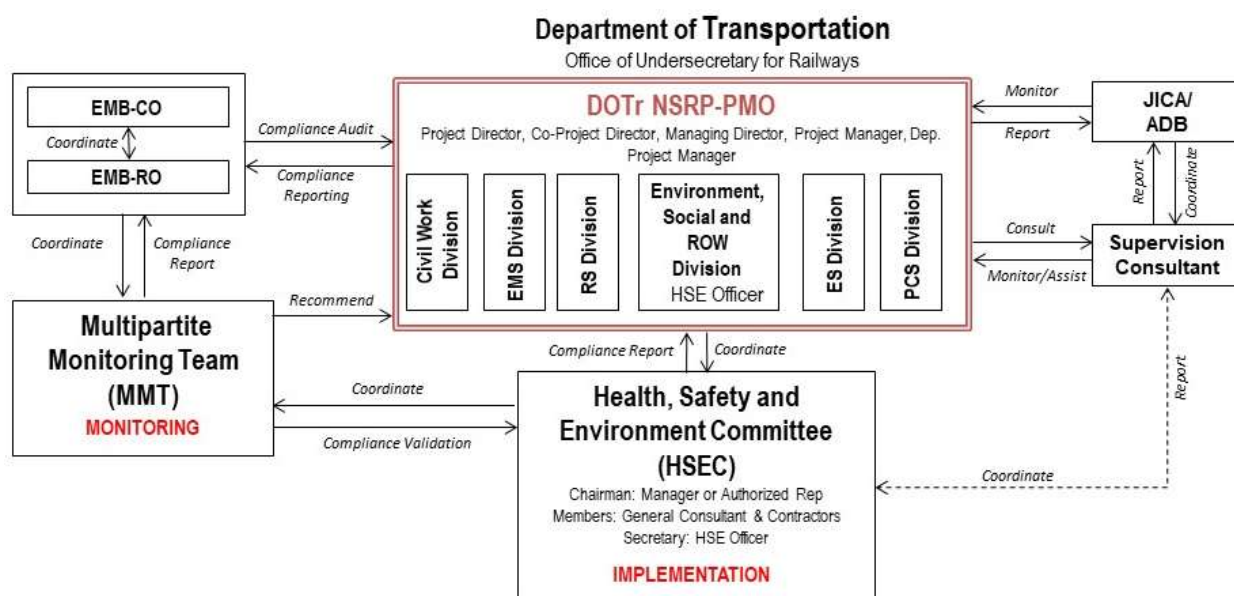 Department of Transportation
Office of Undersecretary for Railways
EMB-CO
Coordinate
EMB-RO
Compliance Audit
Compliance
Reporting
DOTr NSRP-PMO
Project Director, Co-Project Director, Managing Director, Project Manager, Dep.
Project Manager
Civil Work
Division
EMS Division
RS Division
Environment,
Social and
ROW
Division
HSE Officer
ES Division
PCS Division
Monitor
Report
JICA/
ADB
Report
Coordinate
Consult
Monitor/Assist
Supervision
Consultant
Coordinate
Compliance
Report
Recommend
Multipartite
Monitoring Team
(MMT)
MONITORING
Compliance Report
Coordinate
Coordinate
Compliance Validation
Health, Safety and
Environment Committee
(HSEC)
Chairman: Manager or Authorized Rep
Members: General Consultant & Contractors
Secretary: HSE Officer
IMPLEMENTATION
Report
Coordinate